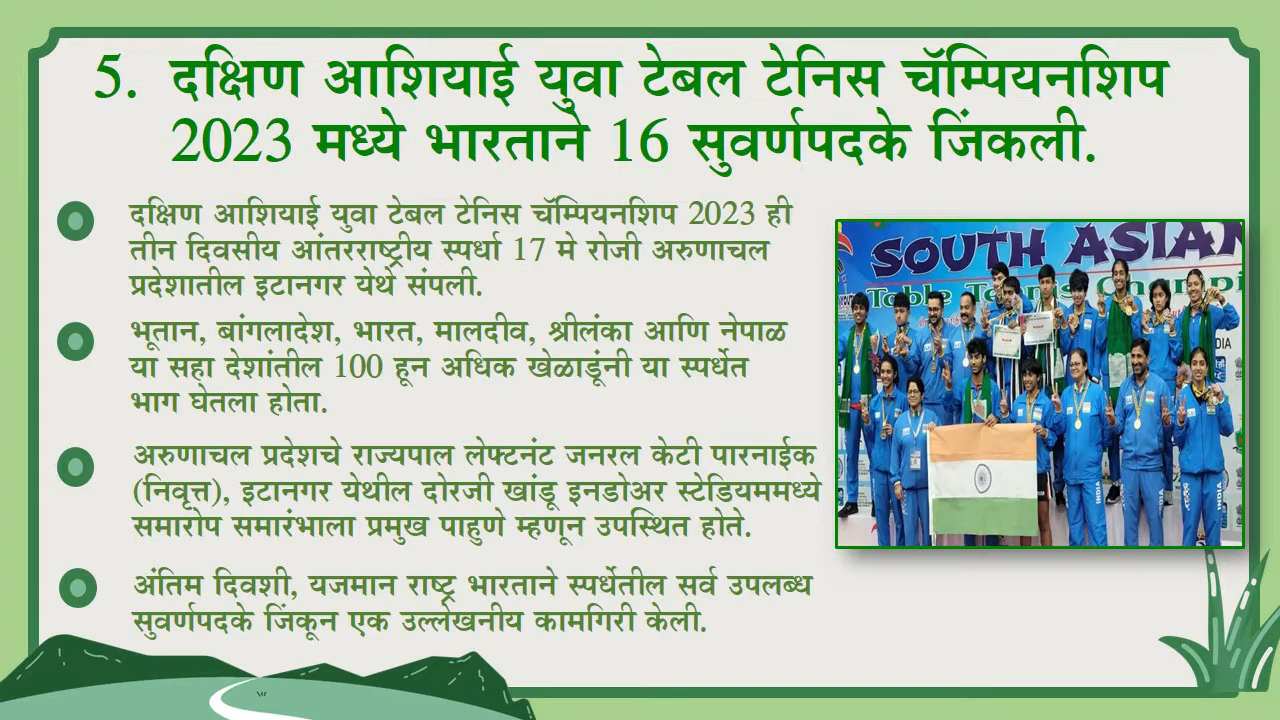 5. दक्षिण आशियाई युवा टेबल टेनिस चॅम्पियनशिप
2023 मध्ये भारताने 16 सुवर्णपदके जिंकली.
दक्षिण आशियाई युवा टेबल टेनिस चॅम्पियनशिप 2023 ही
तीन दिवसीय आंतरराष्ट्रीय स्पर्धा 17 मे रोजी अरुणाचल
प्रदेशातील इटानगर येथे संपली.
भूतान, बांगलादेश, भारत, मालदीव, श्रीलंका आणि नेपाळ
या सहा देशांतील 100 हून अधिक खेळाडूंनी या स्पर्धेत
भाग घेतला होता.
अरुणाचल प्रदेशचे राज्यपाल लेफ्टनंट जनरल केटी पारनाईक
(निवृत्त), इटानगर येथील दोरजी खांडू इनडोअर स्टेडियममध्ये
समारोप समारंभाला प्रमुख पाहुणे म्हणून उपस्थित होते.
अंतिम दिवशी, यजमान राष्ट्र भारताने स्पर्धेतील सर्व उपलब्ध
सुवर्णपदके जिंकून एक उल्लेखनीय कामगिरी केली.
SOUTH ASIAN
Table Tennis Champi
INDIA
INDIA
INDIA